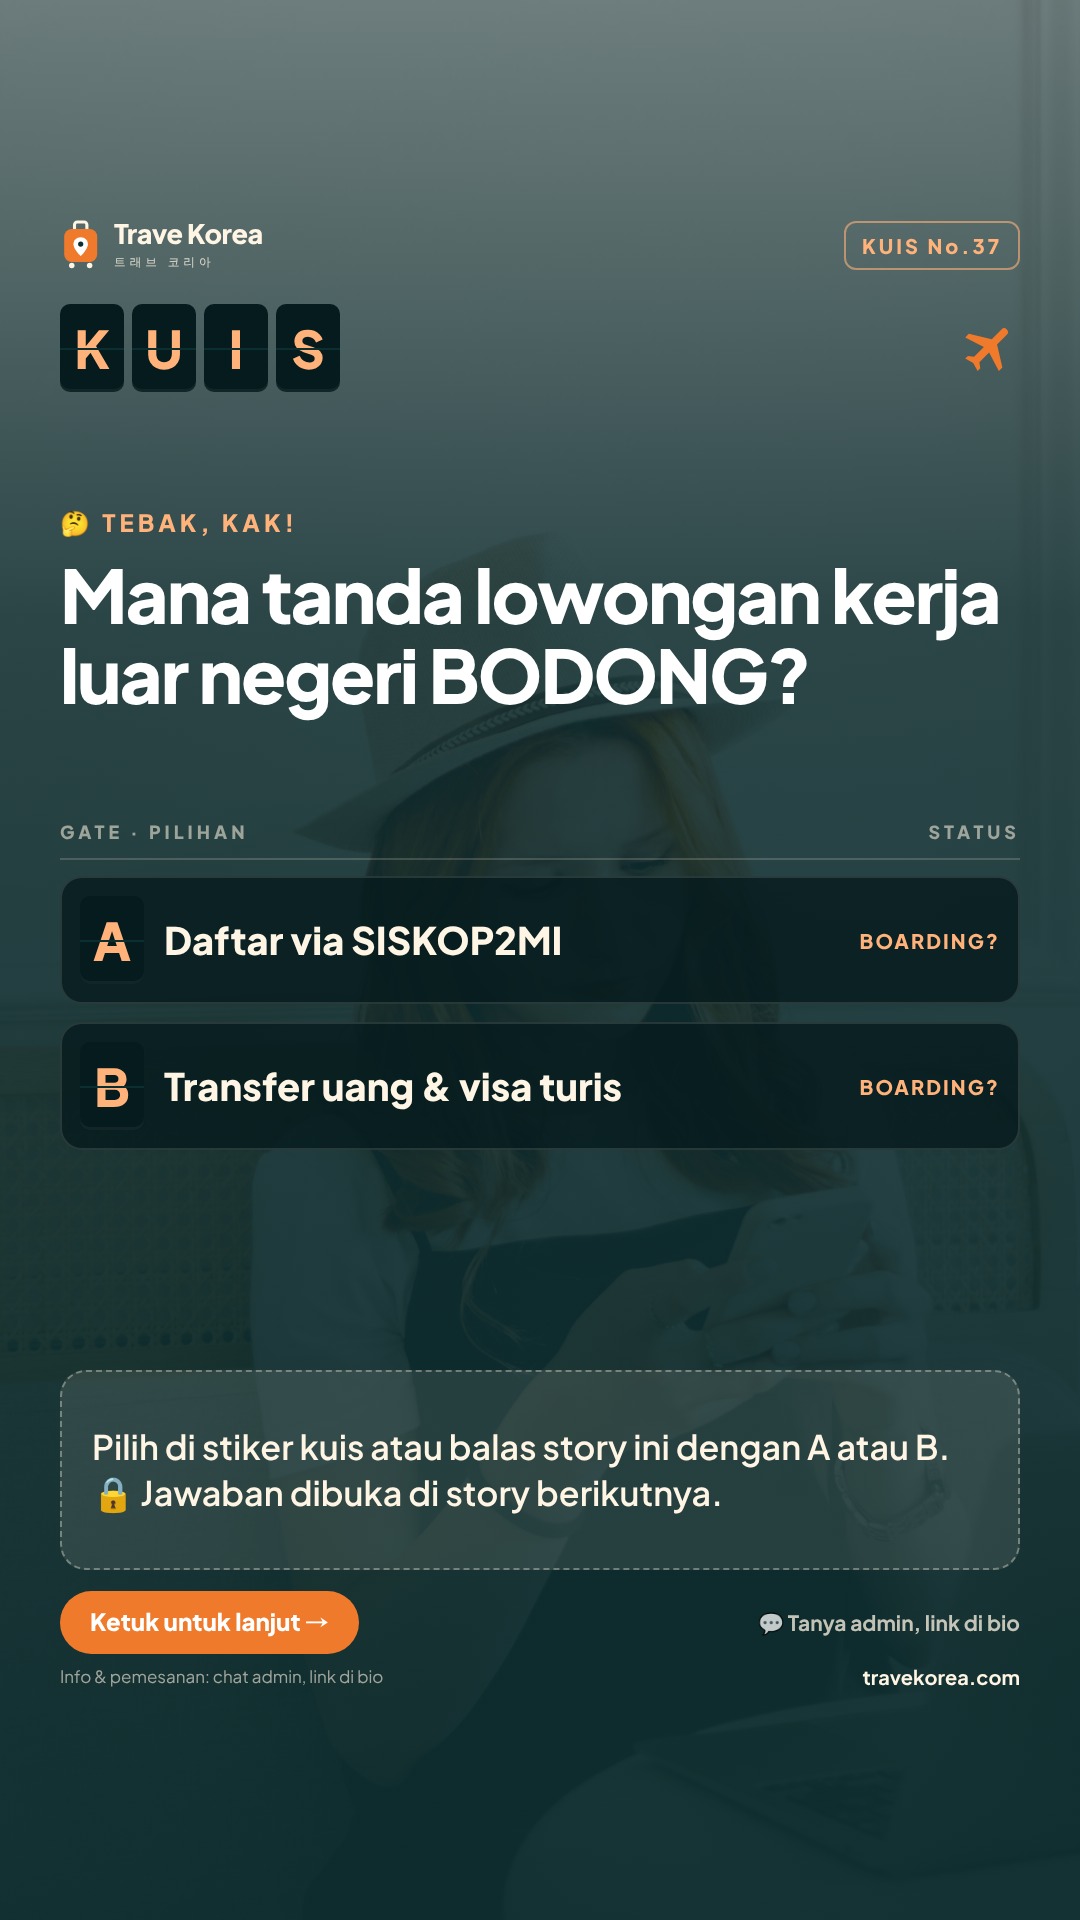 Trave Korea
트래브 코리아
KUIS No.37
KUIS
🤔 TEBAK, KAK!
Mana tanda lowongan kerja
luar negeri BODONG?
GATE · PILIHAN
STATUS
A Daftar via SISKOP2MI BOARDING?
B Transfer uang & visa turis BOARDING?
Pilih di stiker kuis atau balas story ini dengan A atau B.
🔒 Jawaban dibuka di story berikutnya.
Ketuk untuk lanjut →
💬 Tanya admin, link di bio
Info & pemesanan: chat admin, link di bio
travekorea.com